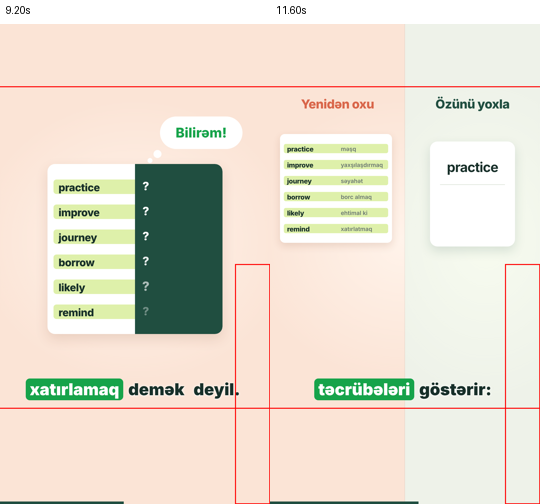 9.20s
Bilirəm!
practice ?
improve ?
journey ?
borrow ?
likely ?
remind ?
xatırlamaq demək deyil.
11.60s
Yenidən oxu
practice məşq
improve yaxşılaşdırmaq
journey səyahət
borrow borc almaq
likely ehtimal ki
remind xatırlatmaq
Özünü yoxla
practice
təcrübələri göstərir: